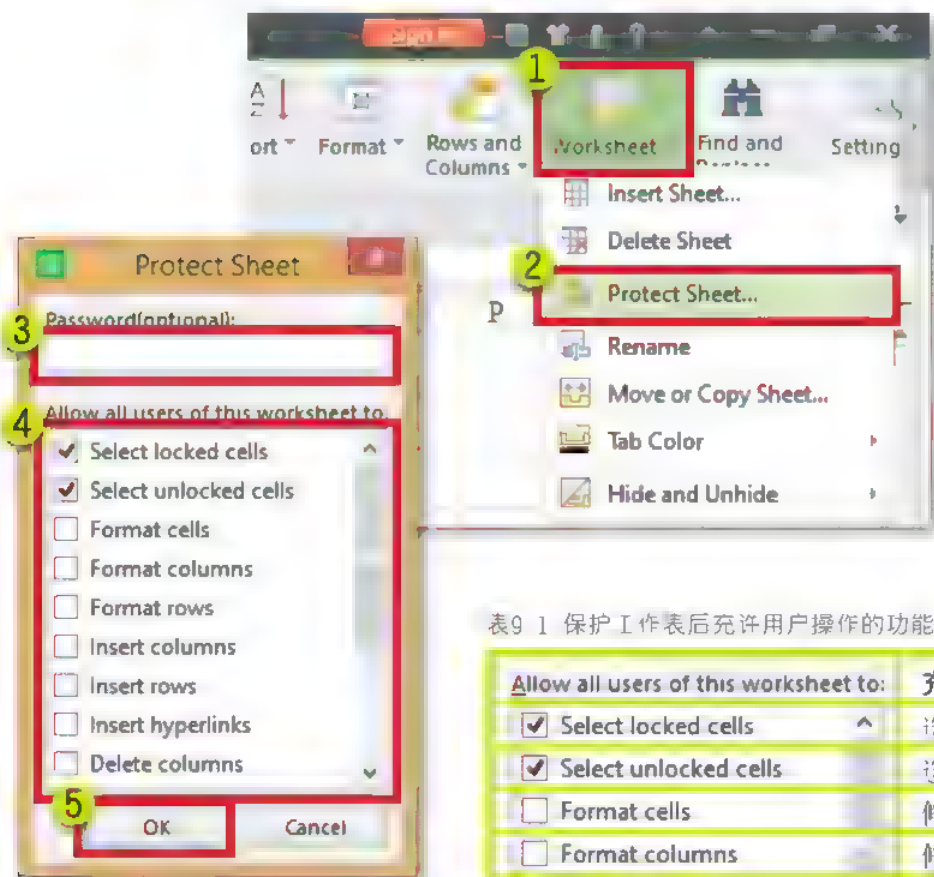 Sign
1
A
Z
ort
Format
Rows and
Columns
Worksheet
Find and
Setting
Insert Sheet...
Delete Sheet
2
Protect Sheet...
p
Rename
Move or Copy Sheet...
Tab Color
Hide and Unhide
Protect Sheet
Password(optional):
3
Allow all users of this worksheet to:
4
Select locked cells
Select unlocked cells
Format cells
Format columns
Format rows
Insert columns
Insert rows
Insert hyperlinks
Delete columns
5
OK
Cancel
表9 1 保护工作表后充许用户操作的功能
Allow all users of this worksheet to:
Select locked cells
Select unlocked cells
Format cells
Format columns